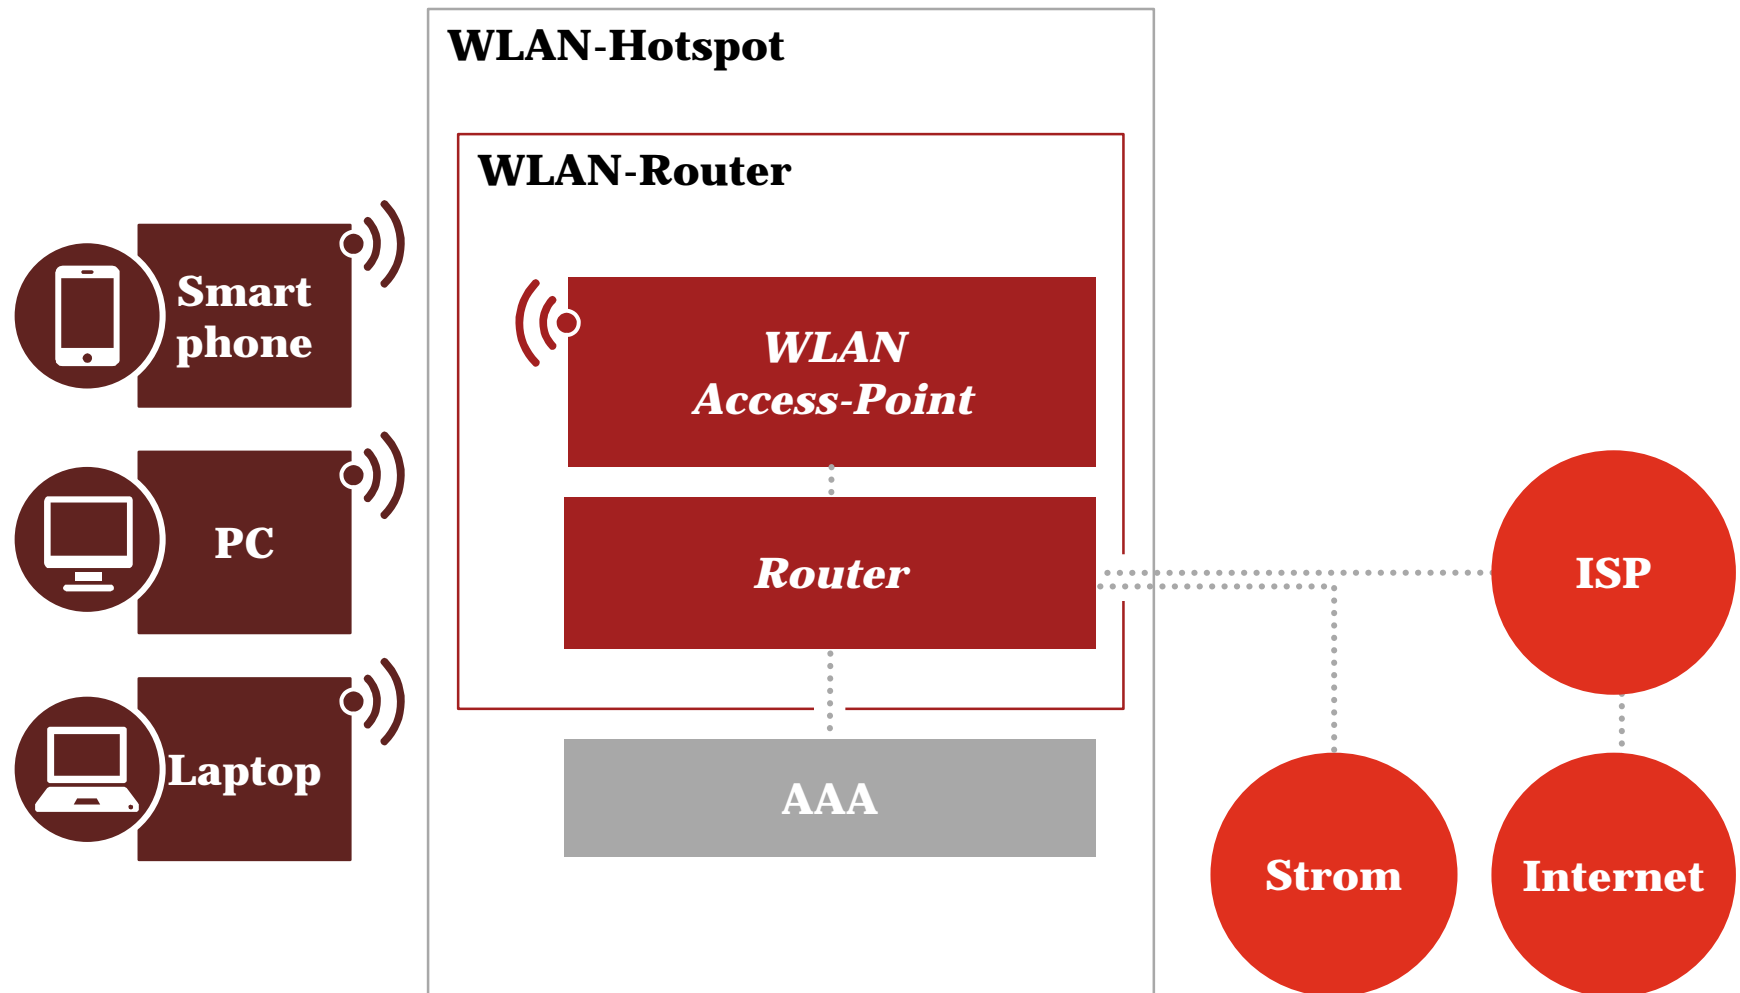 WLAN-Hotspot
WLAN-Router
Smart
phone
WLAN
Access-Point
PC
Router
ISP
Laptop
AAA
Strom
Internet